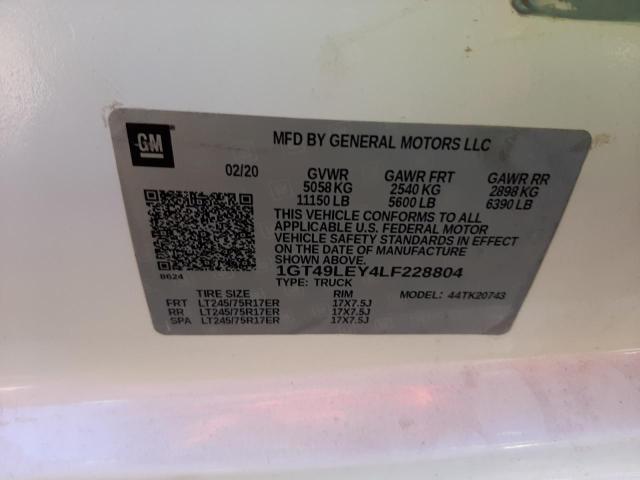 GM
MFD BY GENERAL MOTORS LLC
02/20 GVWR GAWR FRT GAWR RR
5058 KG 2540 KG 2898 KG
11150 LB 5600 LB 6390 LB
THIS VEHICLE CONFORMS TO ALL
APPLICABLE U.S. FEDERAL MOTOR
VEHICLE SAFETY STANDARDS IN EFFECT
ON THE DATE OF MANUFACTURE
8624 1GT49LEY4LF228804
TYPE: TRUCK MODEL: 44TK20743
TIRE SIZE RIM
FRT LT245/75R17ER 17X7.5J
RR LT245/75R17ER 17X7.5J
SPA LT245/75R17ER 17X7.5J